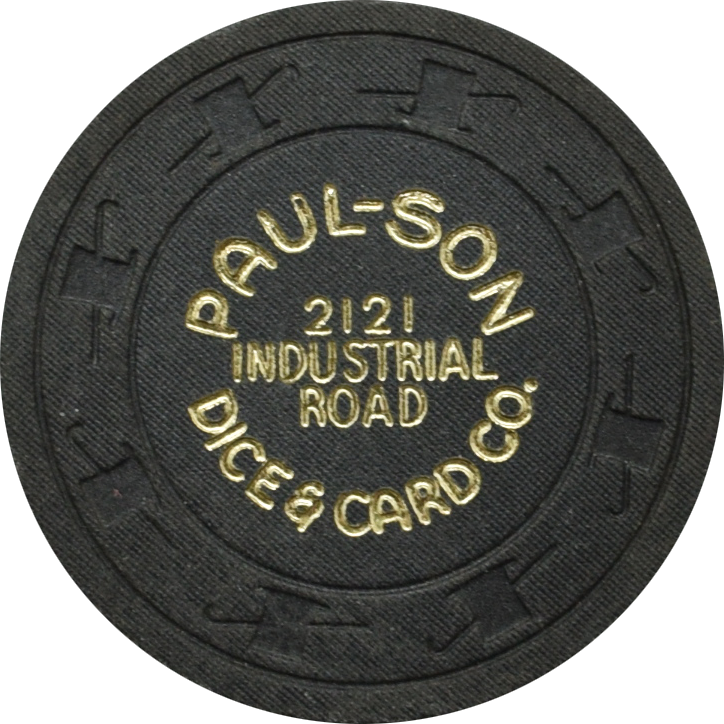 PAUL-SON
2121
INDUSTRIAL
ROAD
DICE & CARD CO.